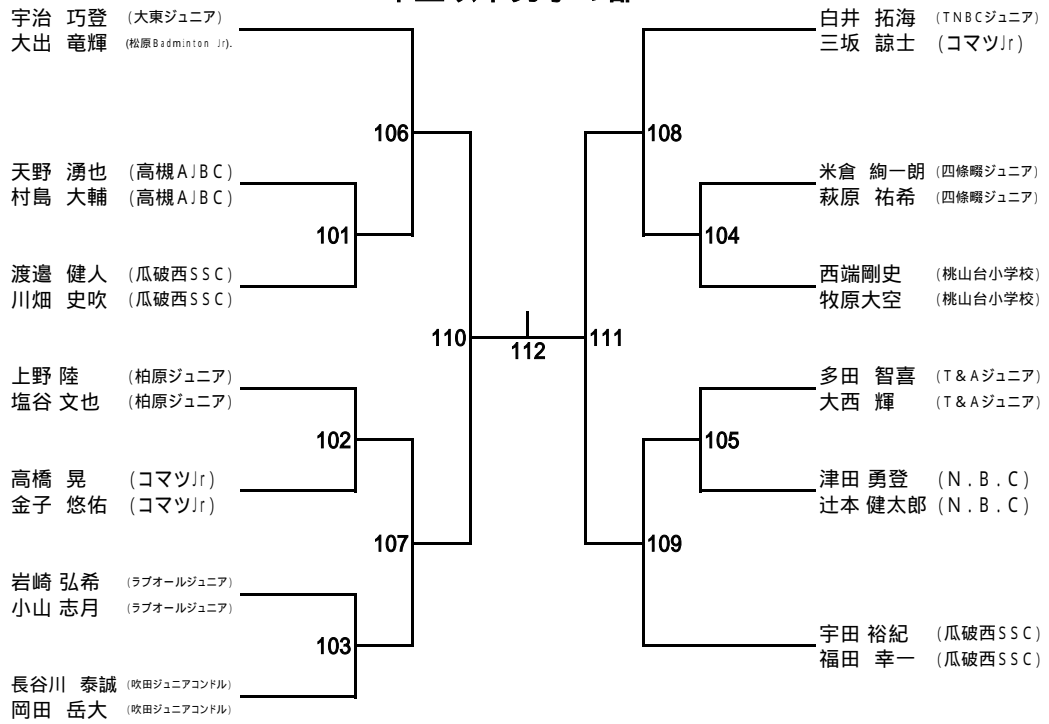 宇治 巧登 (大東ジュニア)
大出 竜輝 (松原Badminton Jr).
106
天野 湧也 (高槻AJBC)
村島 大輔 (高槻AJBC)
101
渡邉 健人 (瓜破西SSC)
川畑 史吹 (瓜破西SSC)
110
上野 陸 (柏原ジュニア)
塩谷 文也 (柏原ジュニア)
102
高橋 晃 (コマツJr)
金子 悠佑 (コマツJr)
107
岩崎 弘希 (ラブオールジュニア)
小山 志月 (ラブオールジュニア)
103
長谷川 泰誠 (吹田ジュニアコンドル)
岡田 岳大 (吹田ジュニアコンドル)
112
白井 拓海 (TNBCジュニア)
三坂 諒士 (コマツJr)
108
米倉 絢一朗 (四條畷ジュニア)
萩原 祐希 (四條畷ジュニア)
104
西端剛史 (桃山台小学校)
牧原大空 (桃山台小学校)
111
多田 智喜 (T&Aジュニア)
大西 輝 (T&Aジュニア)
105
津田 勇登 (N.B.C)
辻本 健太郎 (N.B.C)
109
宇田 裕紀 (瓜破西SSC)
福田 幸一 (瓜破西SSC)